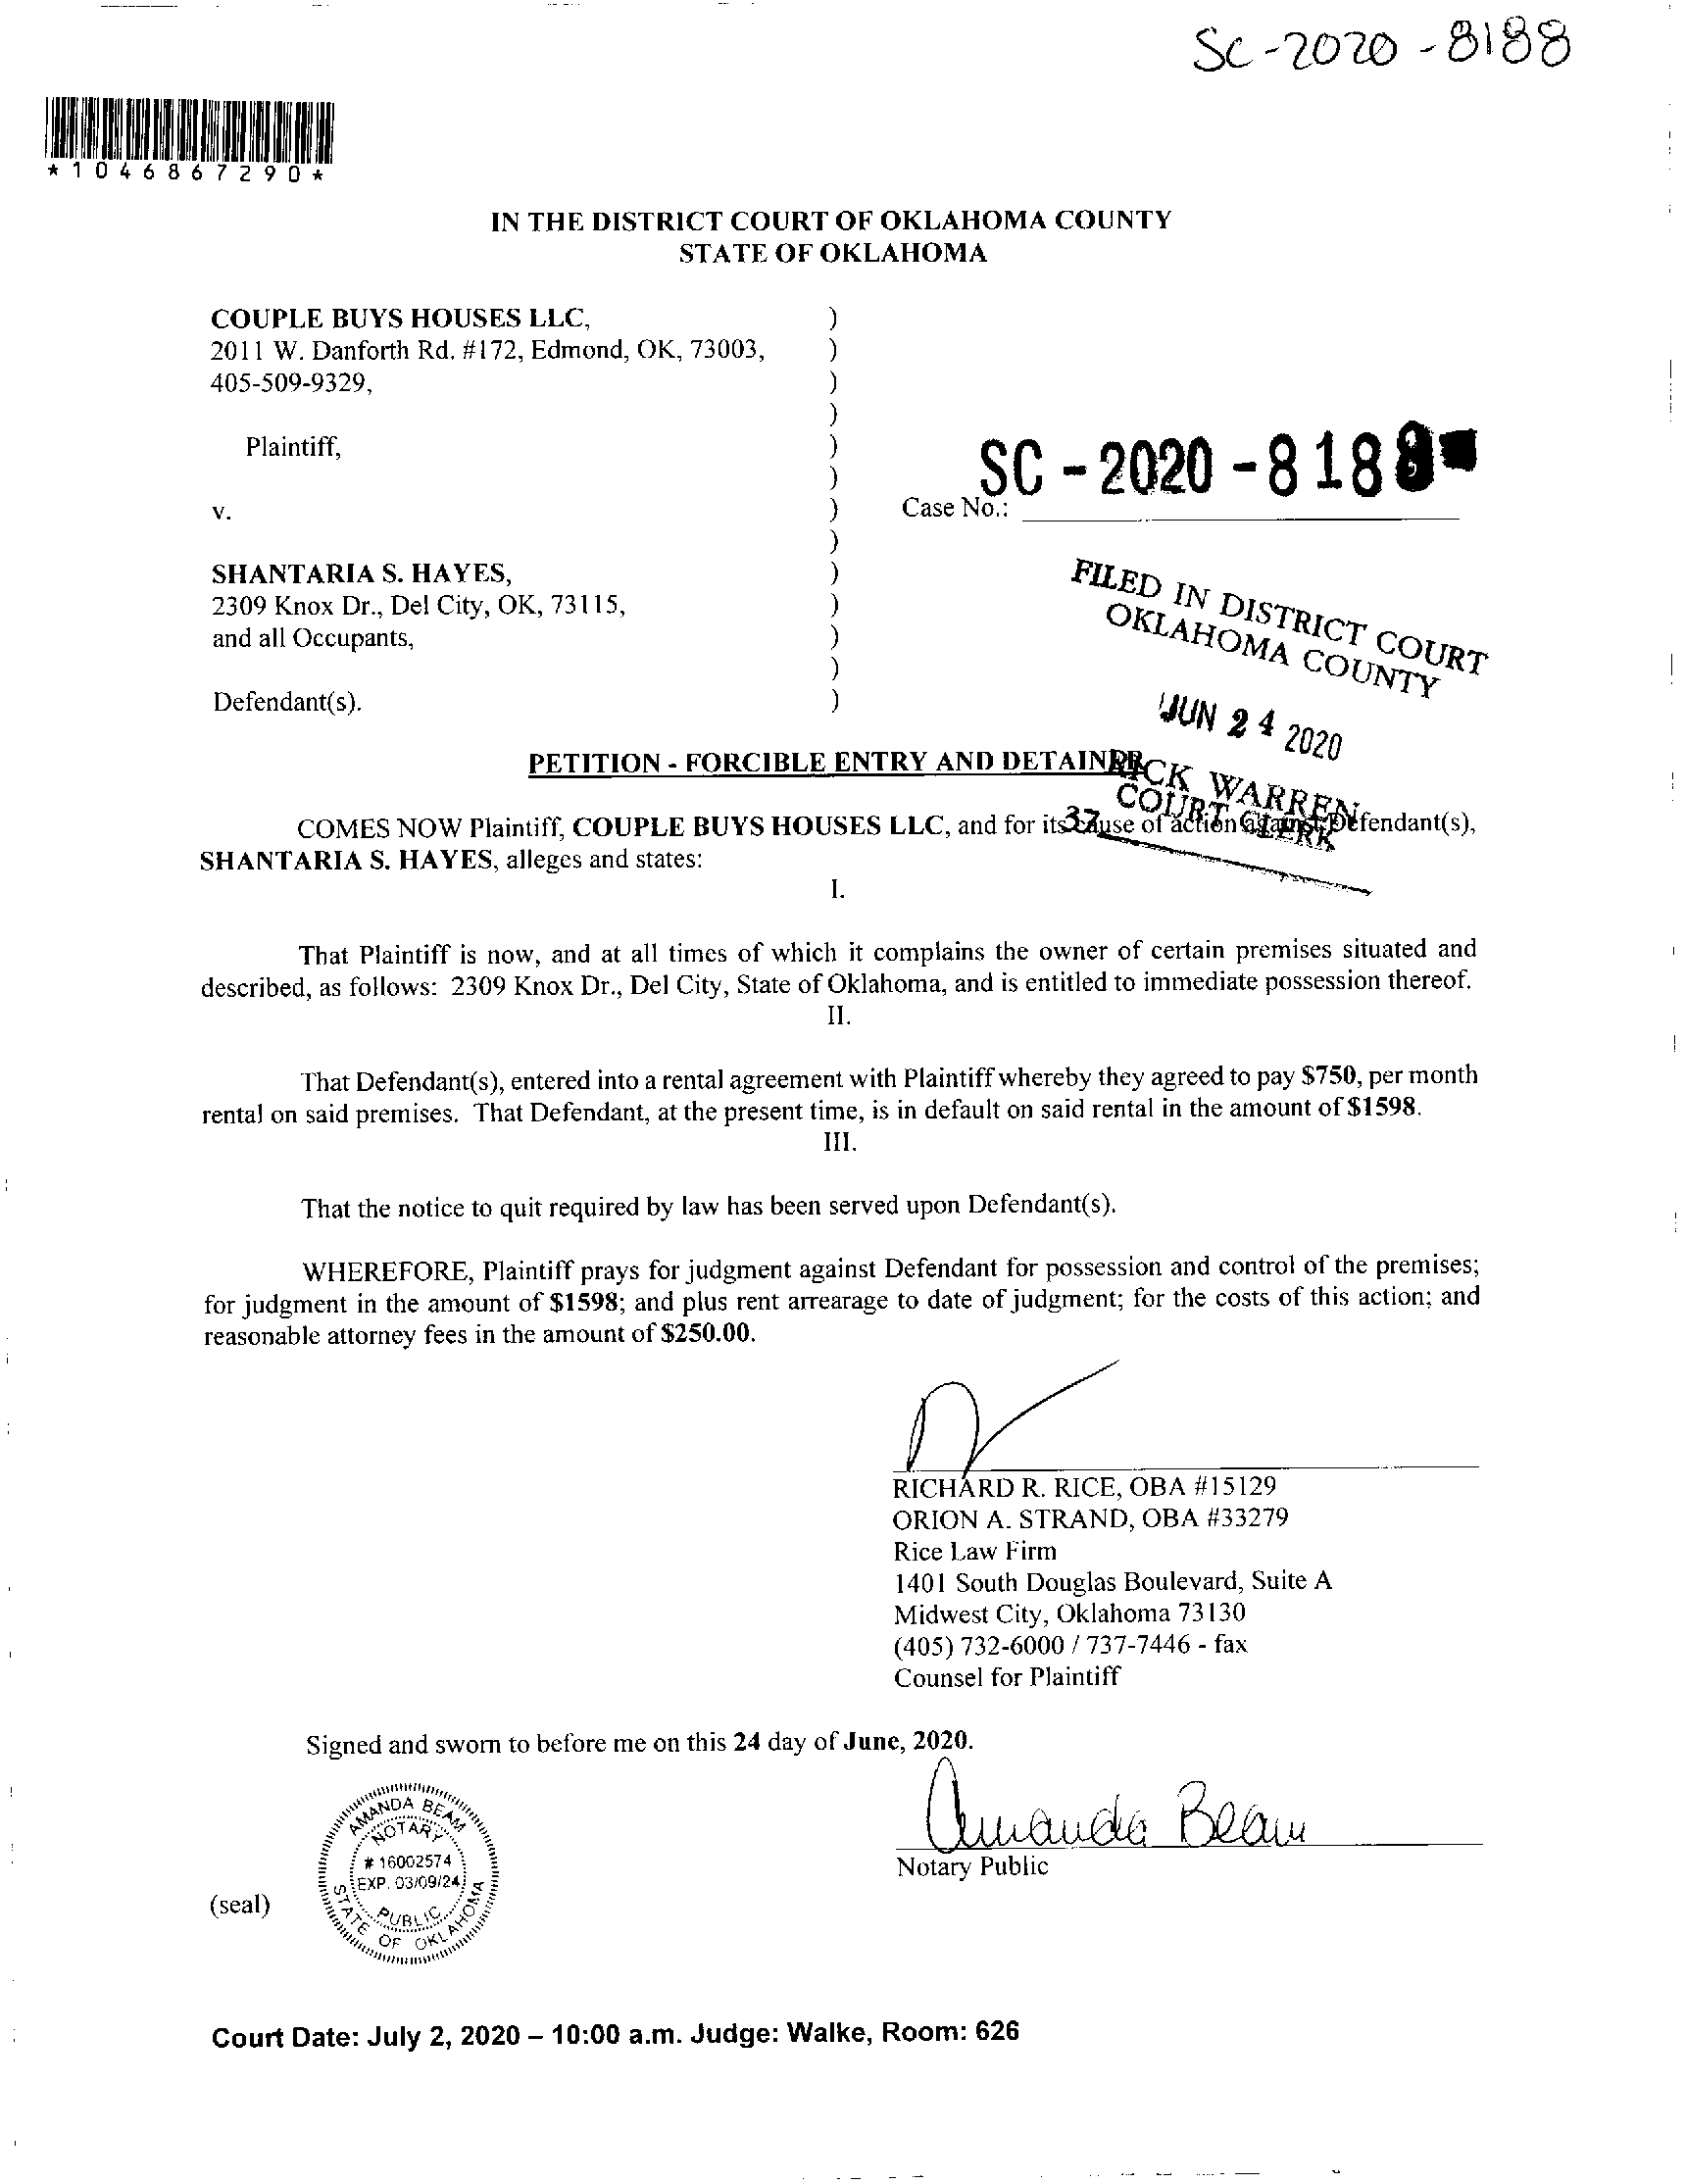 SC-2020-8188
*1046867290*
IN THE DISTRICT COURT OF OKLAHOMA COUNTY
STATE OF OKLAHOMA
COUPLE BUYS HOUSES LLC, )
2011 W. Danforth Rd. #172, Edmond, OK, 73003, )
405-509-9329, )
)
Plaintiff, )
)
v. )
)
SHANTARIA S. HAYES, )
2309 Knox Dr., Del City, OK, 73115, )
and all Occupants, )
)
Defendant(s). )
SC-2020-8188
Case No.:
FILED IN DISTRICT COURT
OKLAHOMA COUNTY
JUN 24 2020
RICK WARREN
COURT CLERK
37
PETITION - FORCIBLE ENTRY AND DETAINER
COMES NOW Plaintiff, COUPLE BUYS HOUSES LLC, and for its cause of action against Defendant(s),
SHANTARIA S. HAYES, alleges and states:
I.
That Plaintiff is now, and at all times of which it complains the owner of certain premises situated and
described, as follows: 2309 Knox Dr., Del City, State of Oklahoma, and is entitled to immediate possession thereof.
II.
That Defendant(s), entered into a rental agreement with Plaintiff whereby they agreed to pay $750, per month
rental on said premises. That Defendant, at the present time, is in default on said rental in the amount of $1598.
III.
That the notice to quit required by law has been served upon Defendant(s).
WHEREFORE, Plaintiff prays for judgment against Defendant for possession and control of the premises;
for judgment in the amount of $1598; and plus rent arrearage to date of judgment; for the costs of this action; and
reasonable attorney fees in the amount of $250.00.
RICHARD R. RICE, OBA #15129
ORION A. STRAND, OBA #33279
Rice Law Firm
1401 South Douglas Boulevard, Suite A
Midwest City, Oklahoma 73130
(405) 732-6000 / 737-7446 - fax
Counsel for Plaintiff
Signed and sworn to before me on this 24 day of June, 2020.
Amanda Beam
Notary Public
(seal)
AMANDA BEAM
NOTARY
# 16002574
EXP. 03/09/24
PUBLIC
STATE OF OKLAHOMA
Court Date: July 2, 2020 – 10:00 a.m. Judge: Walke, Room: 626